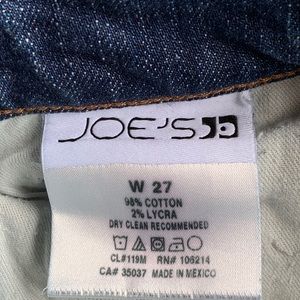 JOE'S
W 27
98% COTTON
2% LYCRA
DRY CLEAN RECOMMENDED
CL#119M RN# 106214
CA# 35037 MADE IN MEXICO